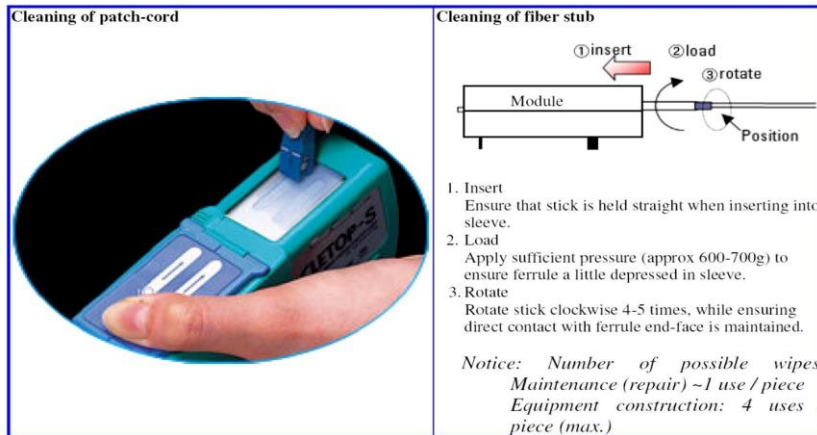 Cleaning of patch-cord
CLETOP-S
Cleaning of fiber stub
①insert
②load
③rotate
Module
Position
1. Insert
Ensure that stick is held straight when inserting into
sleeve.
2. Load
Apply sufficient pressure (approx 600-700g) to
ensure ferrule a little depressed in sleeve.
3. Rotate
Rotate stick clockwise 4-5 times, while ensuring
direct contact with ferrule end-face is maintained.
Notice: Number of possible wipes
Maintenance (repair) ~1 use / piece
Equipment construction: 4 uses
piece (max.)